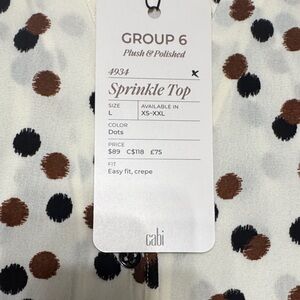 GROUP 6
Plush & Polished
4934
Sprinkle Top
SIZE
L
AVAILABLE IN
XS-XXL
COLOR
Dots
PRICE
$89 C$118 £75
FIT
Easy fit, crepe
cabi